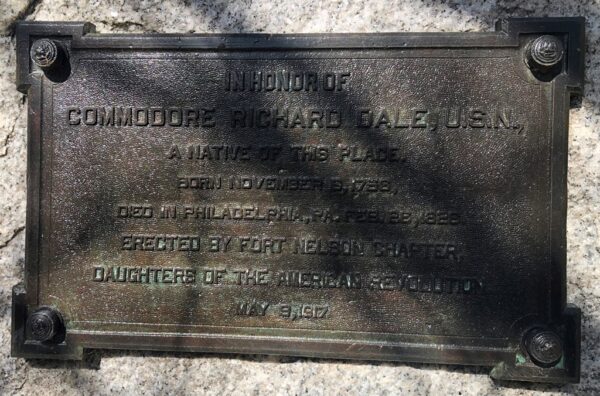 IN HONOR OF
COMMODORE RICHARD DALE, U.S.N.,
A NATIVE OF THIS PLACE.
BORN NOVEMBER 6, 1756,
DIED IN PHILADELPHIA, PA. FEB. 26, 1826.
ERECTED BY FORT NELSON CHAPTER,
DAUGHTERS OF THE AMERICAN REVOLUTION
MAY 9, 1917